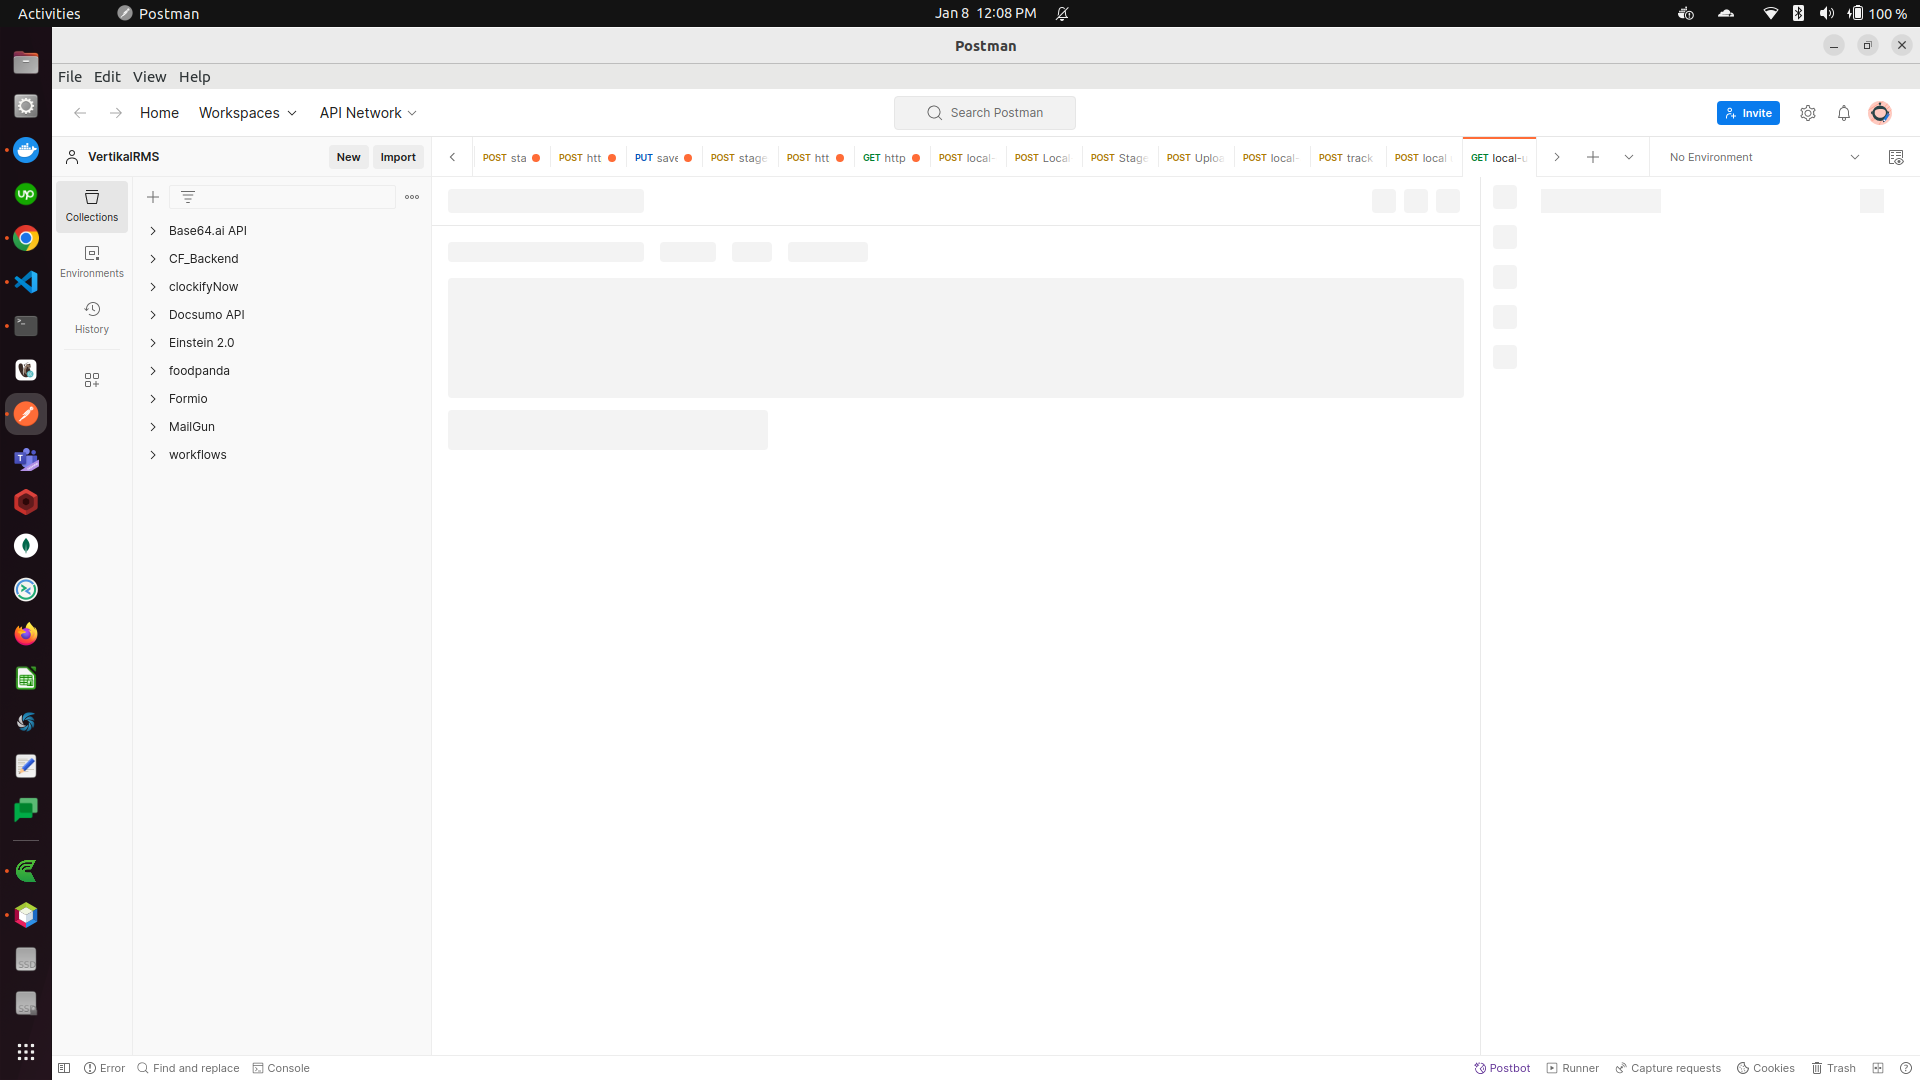 Activities Postman Jan 8 12:08 PM 100 %
Postman
File Edit View Help
Home Workspaces API Network Search Postman Invite
VertikalRMS New Import POST sta POST htt PUT save POST stage POST htt GET http POST local- POST Local POST Stage POST Uploa POST local- POST track POST local GET local-u No Environment
Collections
Environments
History
Base64.ai API
CF_Backend
clockifyNow
Docsumo API
Einstein 2.0
foodpanda
Formio
MailGun
workflows
Error Find and replace Console Postbot Runner Capture requests Cookies Trash